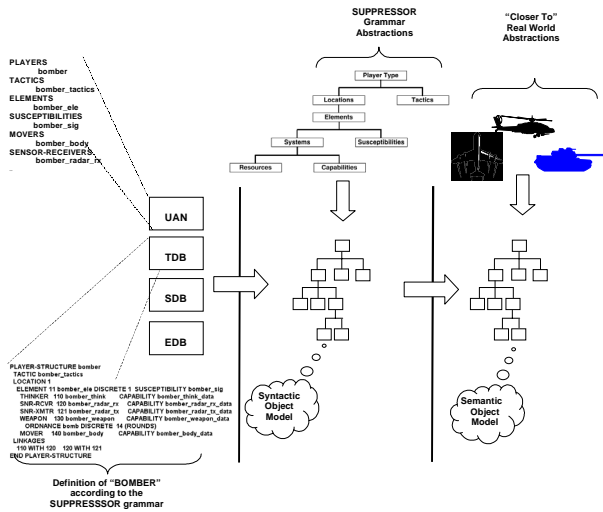 SUPPRESSOR
Grammar
Abstractions
“Closer To”
Real World
Abstractions
PLAYERS
bomber
TACTICS
bomber_tactics
ELEMENTS
bomber_ele
SUSCEPTIBILITIES
bomber_sig
MOVERS
bomber_body
SENSOR-RECEIVERS
bomber_radar_rx
..
Player Type
Locations
Tactics
Elements
Systems
Susceptibilities
Resources
Capabilities
UAN
TDB
SDB
EDB
PLAYER-STRUCTURE bomber
TACTIC bomber_tactics
LOCATION 1
ELEMENT 11 bomber_ele DISCRETE 1 SUSCEPTIBILITY bomber_sig
THINKER 110 bomber_think CAPABILITY bomber_think_data
SNR-RCVR 120 bomber_radar_rx CAPABILITY bomber_radar_rx_data
SNR-XMTR 121 bomber_radar_tx CAPABILITY bomber_radar_tx_data
WEAPON 130 bomber_weapon CAPABILITY bomber_weapon_data
ORDNANCE bomb DISCRETE 14 (ROUNDS)
MOVER 140 bomber_body CAPABILITY bomber_body_data
LINKAGES
110 WITH 120 120 WITH 121
END PLAYER-STRUCTURE
Syntactic
Object
Model
Semantic
Object
Model
Definition of “BOMBER”
according to the
SUPPRESSSOR grammar